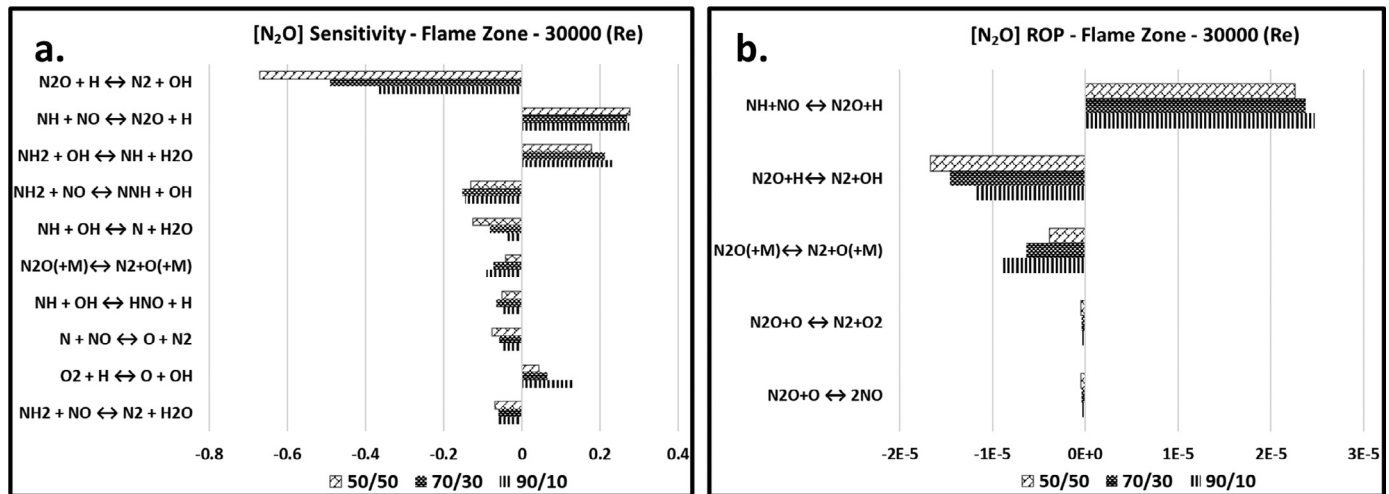 a.
[N₂O] Sensitivity - Flame Zone - 30000 (Re)
N2O + H ↔ N2 + OH
NH + NO ↔ N2O + H
NH2 + OH ↔ NH + H2O
NH2 + NO ↔ NNH + OH
NH + OH ↔ N + H2O
N2O(+M)↔ N2+O(+M)
NH + OH ↔ HNO + H
N + NO ↔ O + N2
O2 + H ↔ O + OH
NH2 + NO ↔ N2 + H2O
-0.8 -0.6 -0.4 -0.2 0 0.2 0.4
50/50 70/30 90/10
b.
[N₂O] ROP - Flame Zone - 30000 (Re)
NH+NO ↔ N2O+H
N2O+H↔ N2+OH
N2O(+M)↔ N2+O(+M)
N2O+O ↔ N2+O2
N2O+O ↔ 2NO
-2E-5 -1E-5 0E+0 1E-5 2E-5 3E-5
50/50 70/30 90/10